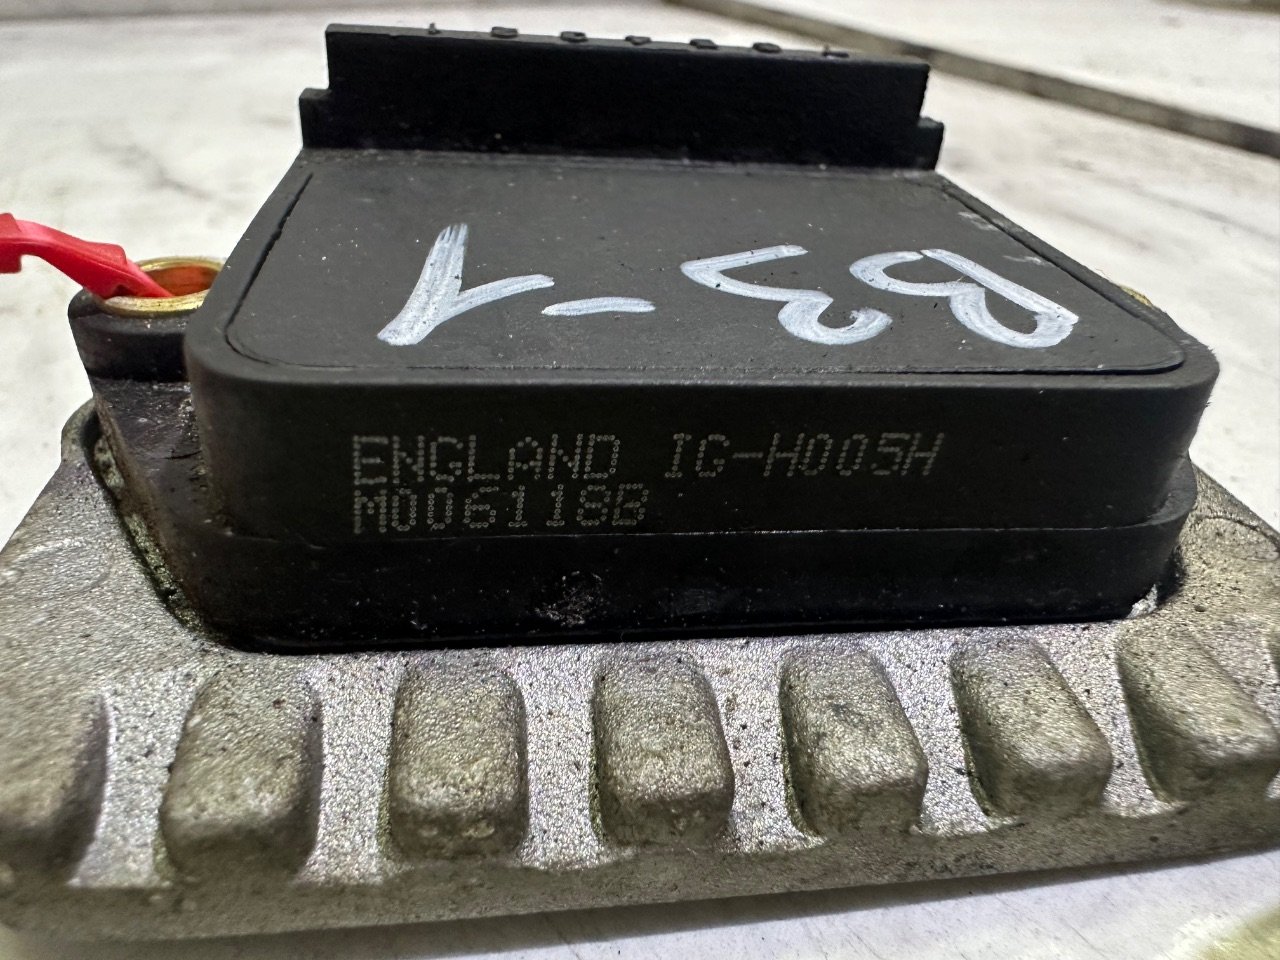 B3-1
ENGLAND IG-H005H
M006118B